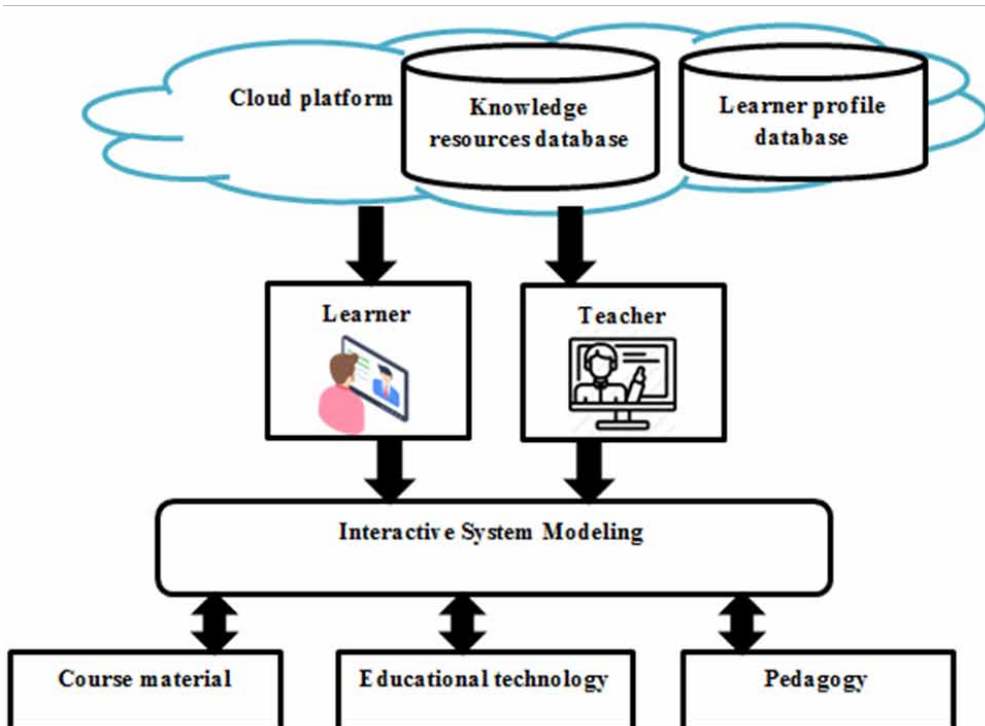 Cloud platform
Knowledge
resources database
Learner profile
database
Learner
Teacher
Interactive System Modeling
Course material
Educational technology
Pedagogy